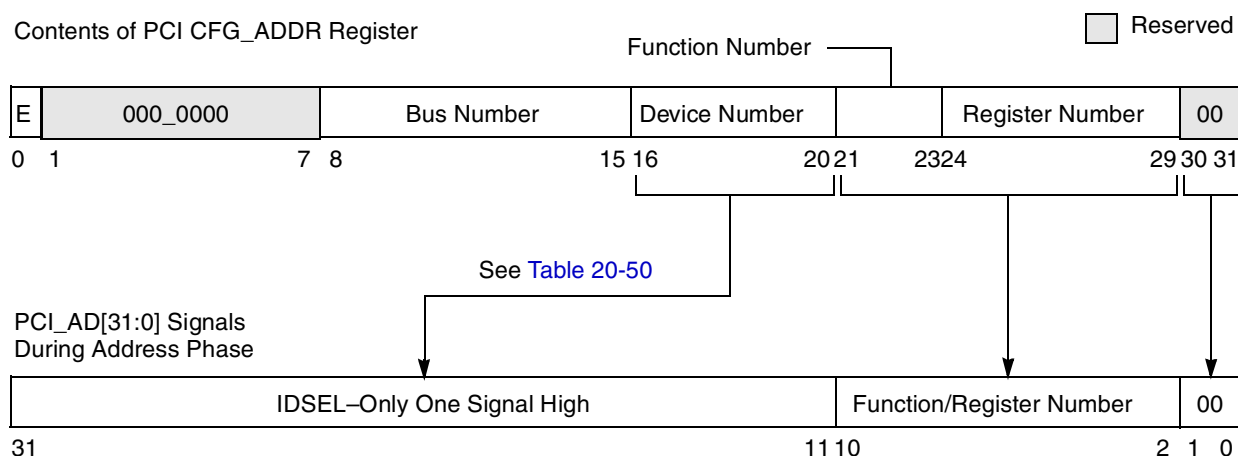 Contents of PCI CFG_ADDR Register
Reserved
Function Number
E 000_0000 Bus Number Device Number Register Number 00
0 1 7 8 15 16 20 21 23 24 29 30 31
See Table 20-50
PCI_AD[31:0] Signals
During Address Phase
IDSEL–Only One Signal High Function/Register Number 00
31 11 10 2 1 0